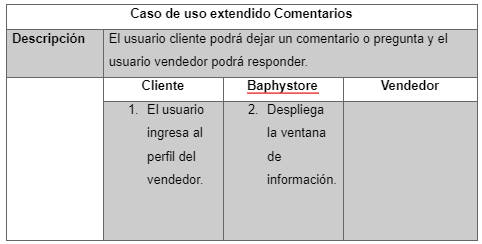 Caso de uso extendido Comentarios
Descripción
El usuario cliente podrá dejar un comentario o pregunta y el
usuario vendedor podrá responder.
Cliente
Baphystore
Vendedor
1. El usuario
ingresa al
perfil del
vendedor.
2. Despliega
la ventana
de
información.